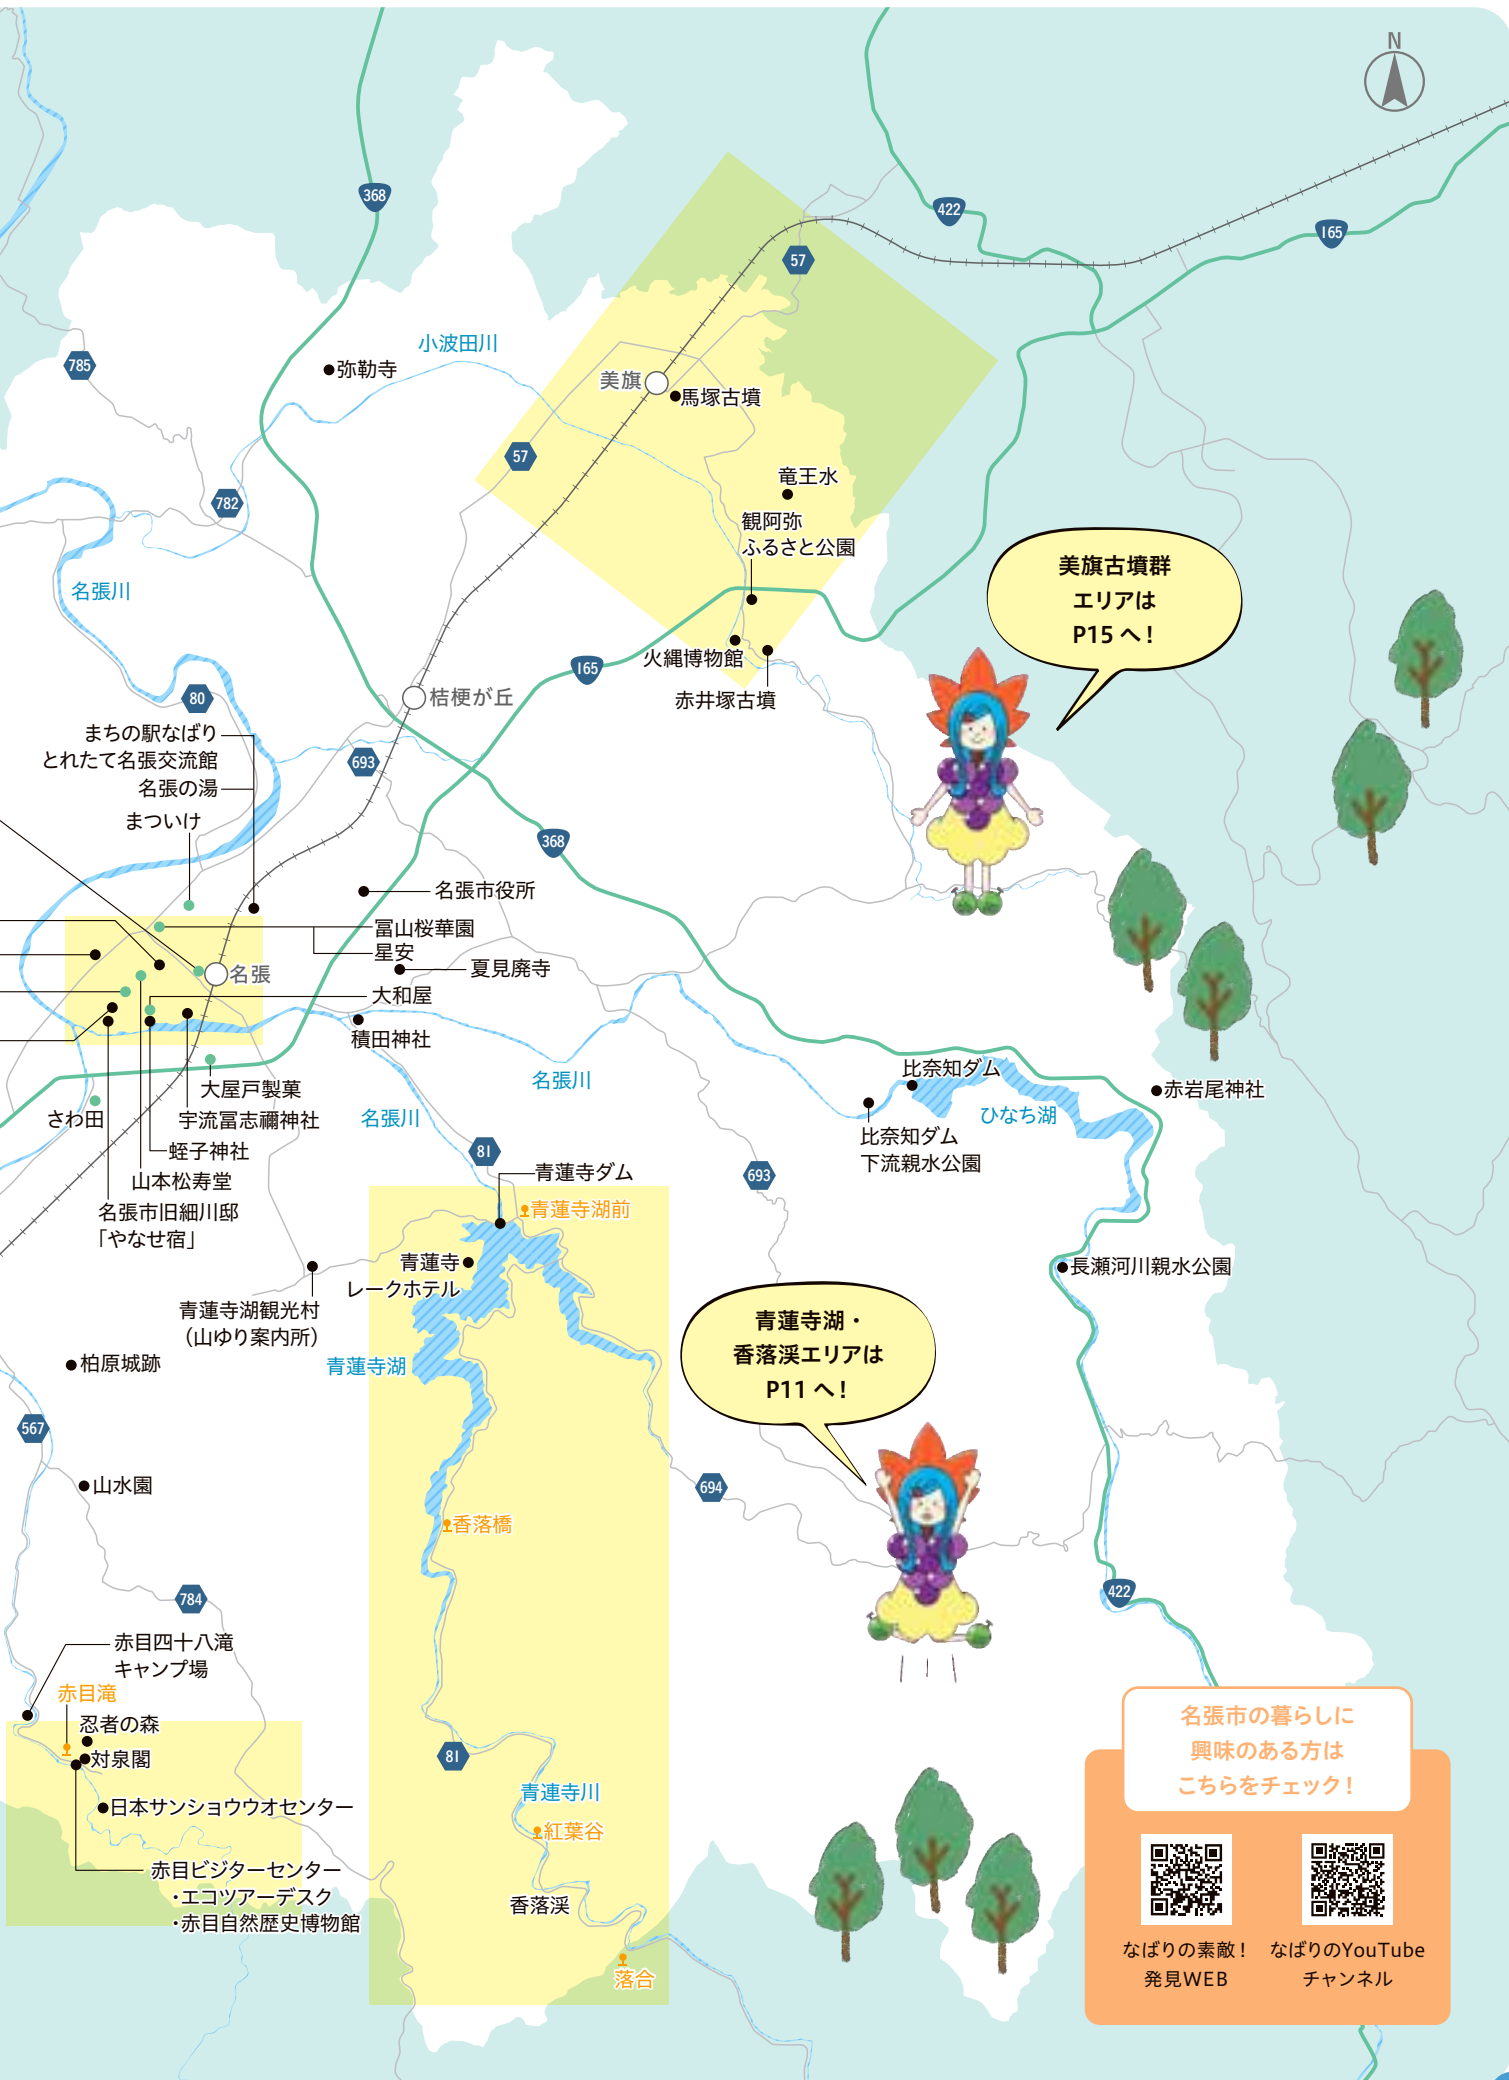 N
368
422
165
57
小波田川
785
弥勒寺
美旗
馬塚古墳
57
竜王水
782
観阿弥
ふるさと公園
美旗古墳群
エリアは
P15 へ！
名張川
火縄博物館
165
赤井塚古墳
80
桔梗が丘
まちの駅なばり
とれたて名張交流館
名張の湯
693
まついけ
368
名張市役所
冨山桜華園
星安
夏見廃寺
名張
大和屋
積田神社
名張川
比奈知ダム
赤岩尾神社
大屋戸製菓
さわ田
宇流冨志禰神社
名張川
ひなち湖
比奈知ダム
下流親水公園
81
蛭子神社
山本松寿堂
青蓮寺ダム
693
名張市旧細川邸
「やなせ宿」
青蓮寺湖前
青蓮寺
レークホテル
長瀬河川親水公園
青蓮寺湖観光村
（山ゆり案内所）
青蓮寺湖・
香落渓エリアは
P11 へ！
柏原城跡
青蓮寺湖
567
山水園
694
香落橋
784
422
赤目四十八滝
キャンプ場
赤目滝
忍者の森
対泉閣
81
日本サンショウウオセンター
青連寺川
紅葉谷
赤目ビジターセンター
・エコツアーデスク
・赤目自然歴史博物館
香落渓
落合
名張市の暮らしに
興味のある方は
こちらをチェック！
なばりの素敵！
発見WEB
なばりのYouTube
チャンネル